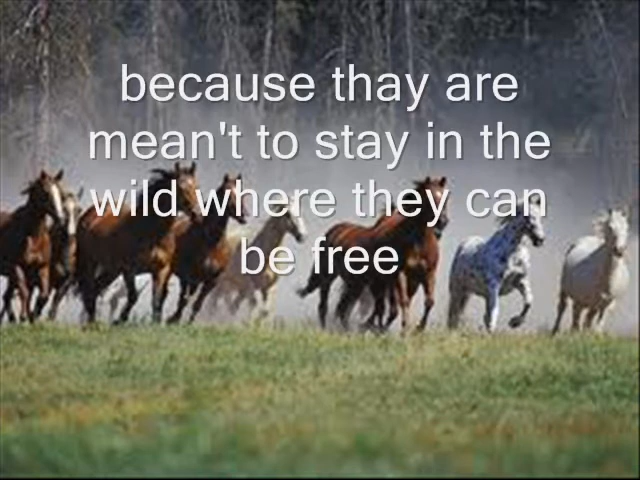 because thay are
mean't to stay in the
wild where they can
be free